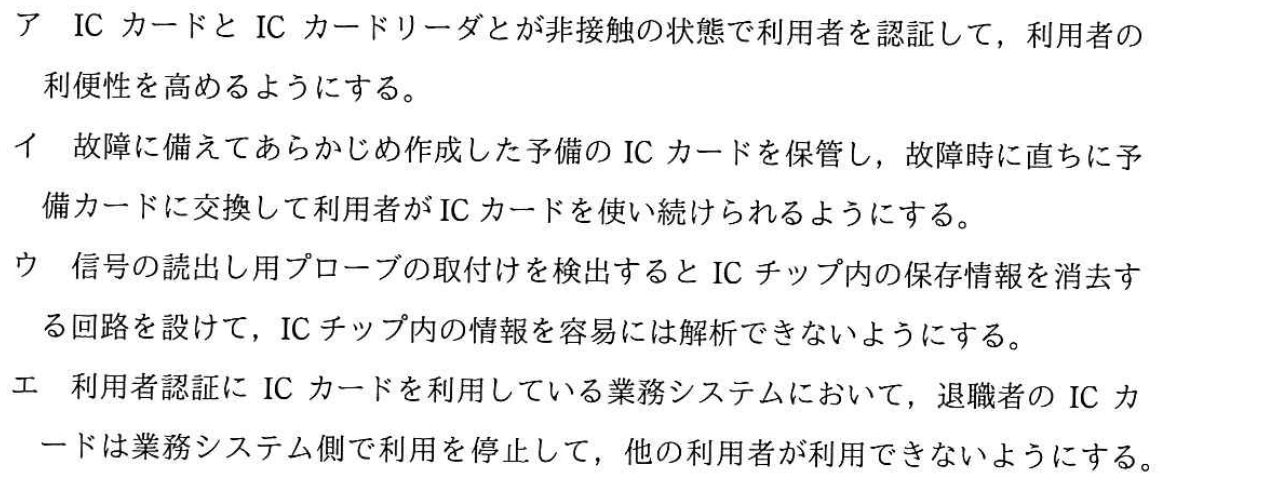 ア IC カードと IC カードリーダとが非接触の状態で利用者を認証して，利用者の
利便性を高めるようにする。
イ 故障に備えてあらかじめ作成した予備の IC カードを保管し，故障時に直ちに予
備カードに交換して利用者が IC カードを使い続けられるようにする。
ウ 信号の読出し用プローブの取付けを検出すると IC チップ内の保存情報を消去す
る回路を設けて，IC チップ内の情報を容易には解析できないようにする。
エ 利用者認証に IC カードを利用している業務システムにおいて，退職者の IC カ
ードは業務システム側で利用を停止して，他の利用者が利用できないようにする。